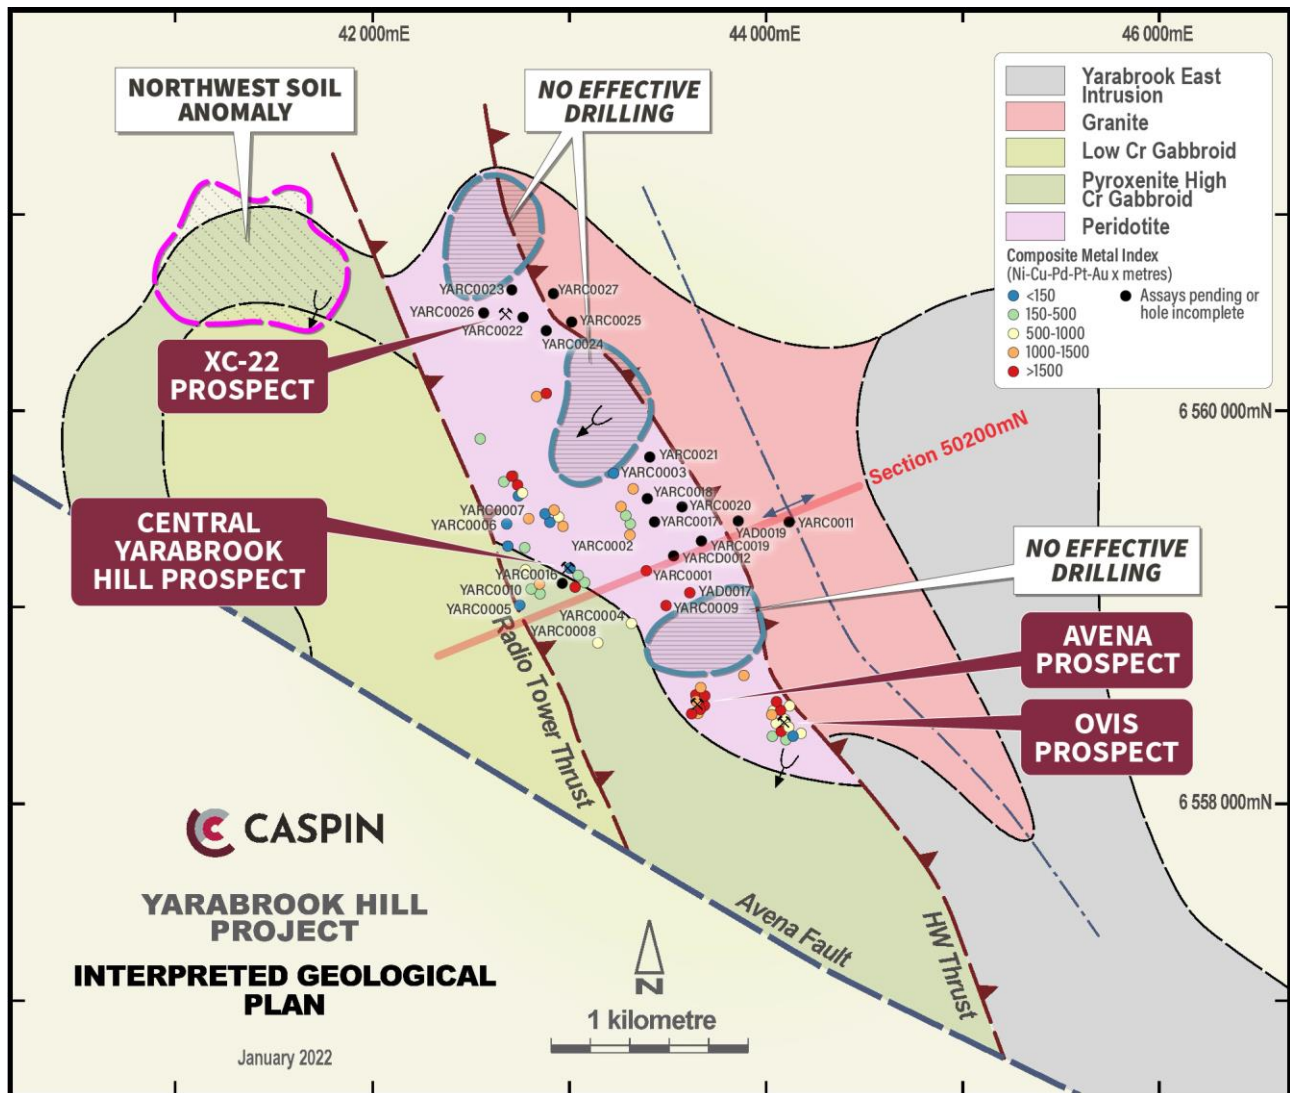 42 000mE
44 000mE
46 000mE
NORTHWEST SOIL
ANOMALY
NO EFFECTIVE
DRILLING
Yarabrook East
Intrusion
Granite
Low Cr Gabbroid
Pyroxenite High
Cr Gabbroid
Peridotite
Composite Metal Index
(Ni-Cu-Pd-Pt-Au x metres)
<150
150-500
500-1000
1000-1500
>1500
Assays pending or
hole incomplete
YARC0023
YARC0027
YARC0026
YARC0022
YARC0025
YARC0024
XC-22
PROSPECT
6 560 000mN
Section 50200mN
YARC0021
YARC0003
YARC0018
YARC0020
YARC0007
YARC0006
YARC0017
YAD0019
YARC0011
YARC0002
YARC0019
YARCD0012
CENTRAL
YARABROOK
HILL PROSPECT
YARC0016
YARC0001
YARC0010
YAD0017
YARC0005
YARC0009
YARC0004
YARC0008
NO EFFECTIVE
DRILLING
AVENA
PROSPECT
OVIS
PROSPECT
Radio Tower Thrust
6 558 000mN
CASPIN
YARABROOK HILL
PROJECT
INTERPRETED GEOLOGICAL
PLAN
January 2022
Avena Fault
HW Thrust
N
1 kilometre